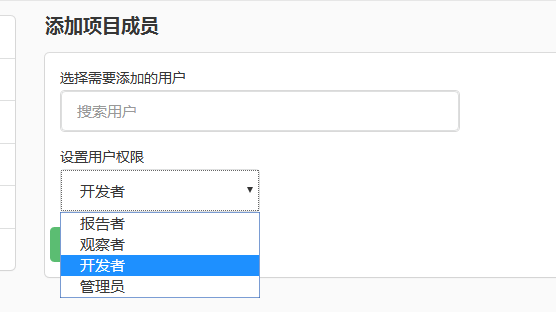 添加项目成员
选择需要添加的用户
搜索用户
设置用户权限
开发者
报告者
观察者
开发者
管理员